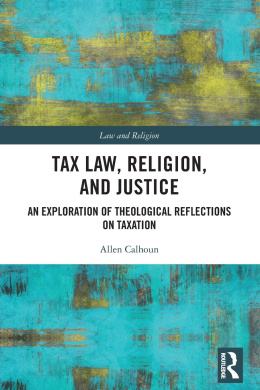 Law and Religion
TAX LAW, RELIGION,
AND JUSTICE
AN EXPLORATION OF THEOLOGICAL REFLECTIONS
ON TAXATION
Allen Calhoun
ROUTLEDGE